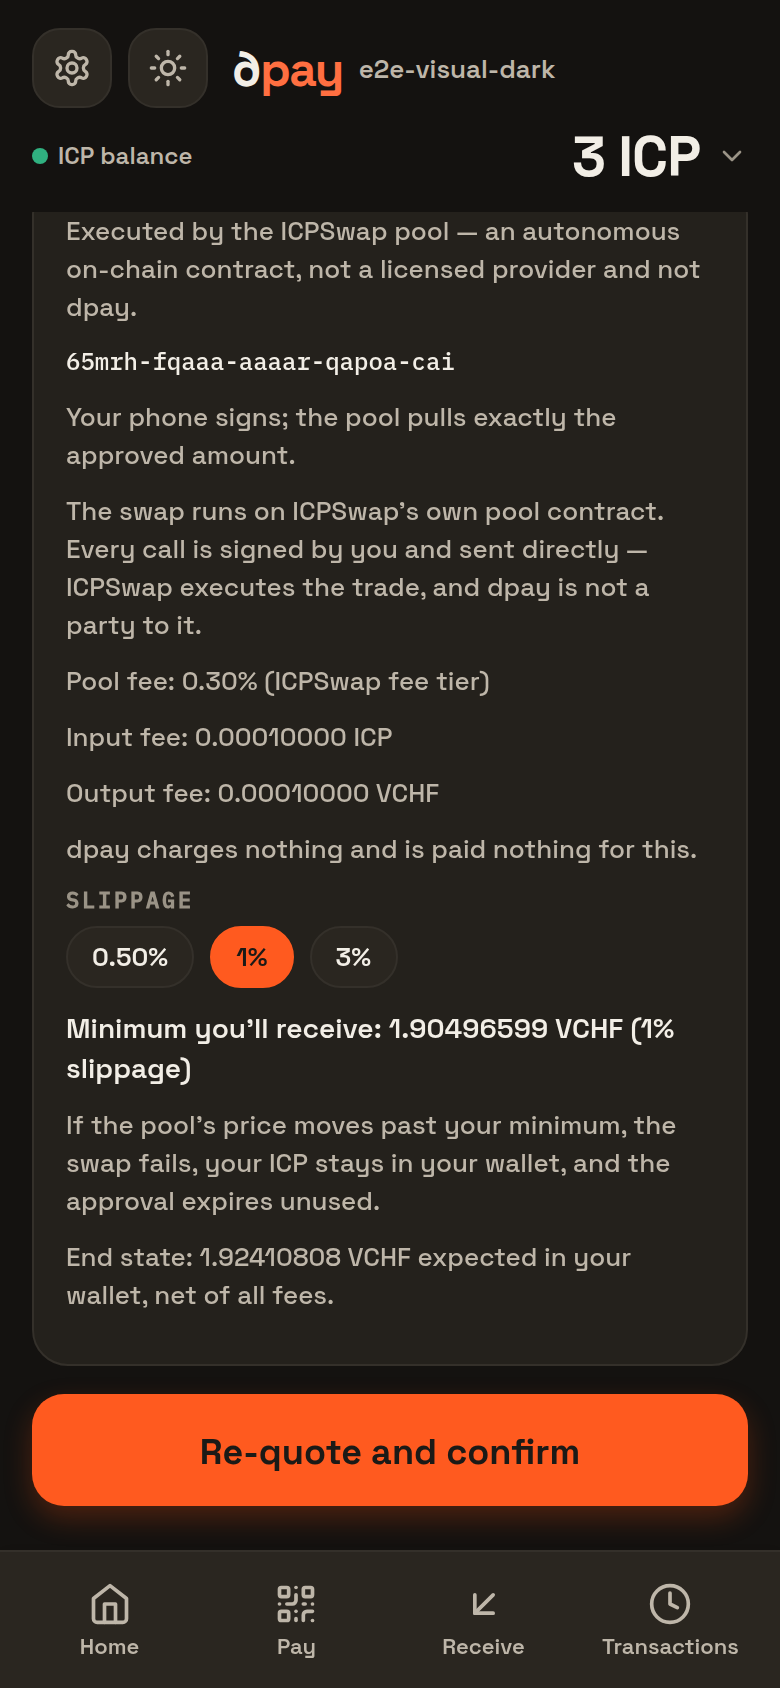 ∂pay e2e-visual-dark
ICP balance
3 ICP
Executed by the ICPSwap pool — an autonomous
on-chain contract, not a licensed provider and not
dpay.
65mrh-fqaaa-aaaar-qapoa-cai
Your phone signs; the pool pulls exactly the
approved amount.
The swap runs on ICPSwap’s own pool contract.
Every call is signed by you and sent directly —
ICPSwap executes the trade, and dpay is not a
party to it.
Pool fee: 0.30% (ICPSwap fee tier)
Input fee: 0.00010000 ICP
Output fee: 0.00010000 VCHF
dpay charges nothing and is paid nothing for this.
SLIPPAGE
0.50% 1% 3%
Minimum you’ll receive: 1.90496599 VCHF (1%
slippage)
If the pool’s price moves past your minimum, the
swap fails, your ICP stays in your wallet, and the
approval expires unused.
End state: 1.92410808 VCHF expected in your
wallet, net of all fees.
Re-quote and confirm
Home Pay Receive Transactions